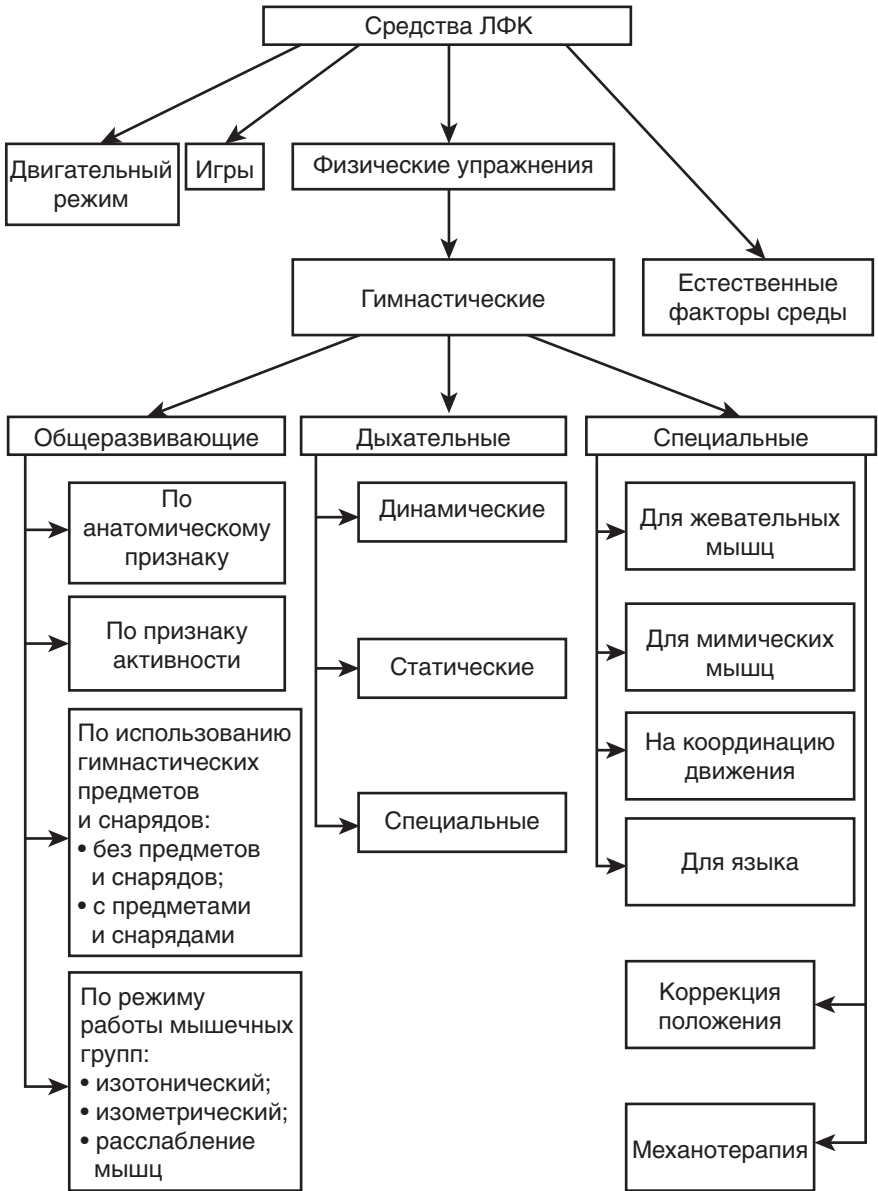 Средства ЛФК
Двигательный
режим
Игры
Физические упражнения
Естественные
факторы среды
Гимнастические
Общеразвивающие
По
анатомическому
признаку
По признаку
активности
По использованию
гимнастических
предметов
и снарядов:
• без предметов
и снарядов;
• с предметами
и снарядами
По режиму
работы мышечных
групп:
• изотонический;
• изометрический;
• расслабление
мышц
Дыхательные
Динамические
Статические
Специальные
Специальные
Для жевательных
мышц
Для мимических
мышц
На координацию
движения
Для языка
Коррекция
положения
Механотерапия